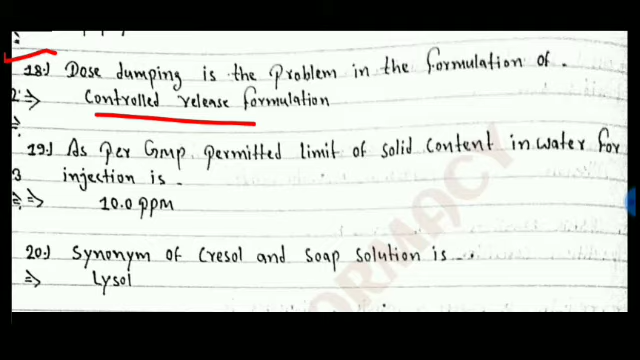 18.) Dose dumping is the problem in the formulation of.
=> Controlled release formulation
19.) As per Gmp permitted limit of solid content in water for
injection is.
=> 10.0 ppm
20.) Synonym of Cresol and Soap solution is ..
=> Lysol